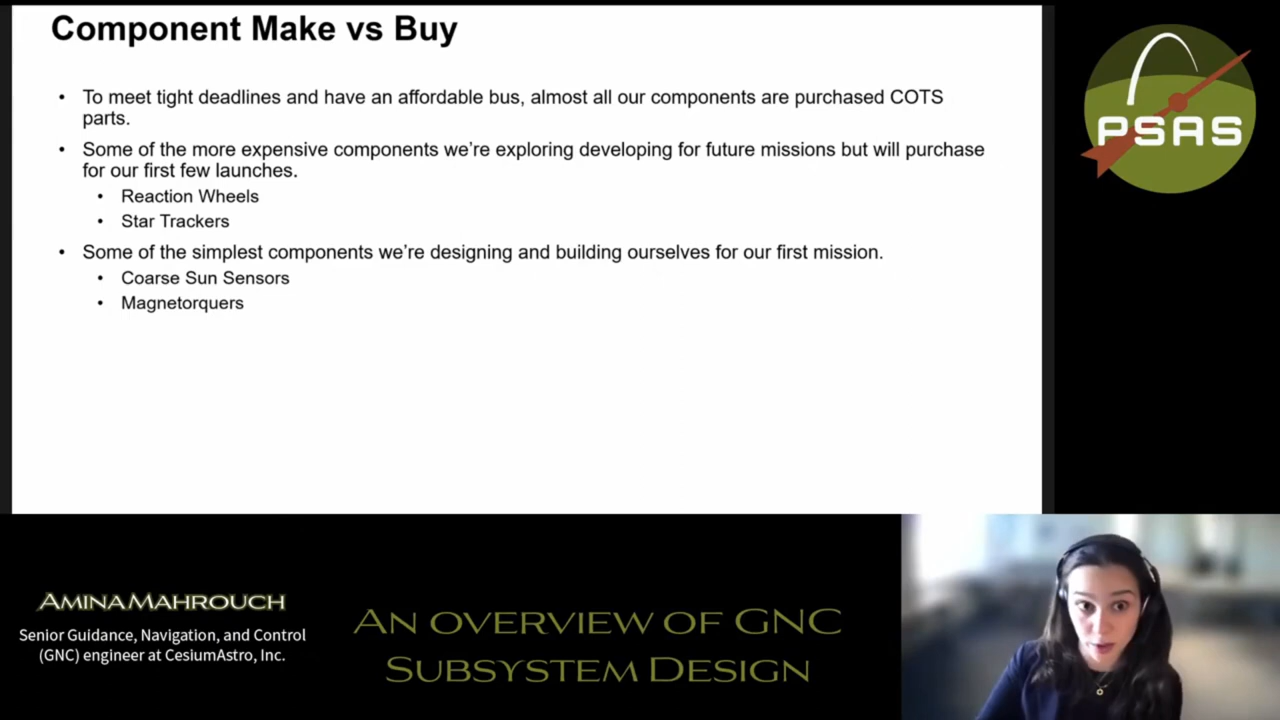 Component Make vs Buy
• To meet tight deadlines and have an affordable bus, almost all our components are purchased COTS
parts.
• Some of the more expensive components we're exploring developing for future missions but will purchase
for our first few launches.
• Reaction Wheels
• Star Trackers
• Some of the simplest components we're designing and building ourselves for our first mission.
• Coarse Sun Sensors
• Magnetorquers
PSAS
Amina Mahrouch
Senior Guidance, Navigation, and Control
(GNC) engineer at CesiumAstro, Inc.
An overview of GNC
Subsystem Design